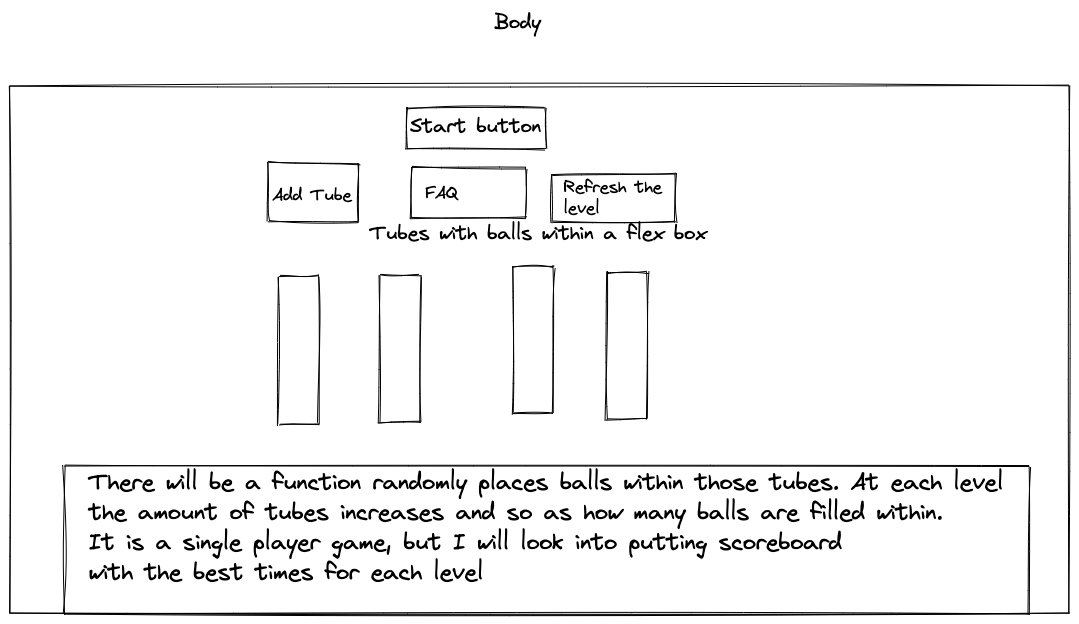 Body
Start button
Add Tube
FAQ
Refresh the
level
Tubes with balls within a flex box
There will be a function randomly places balls within those tubes. At each level
the amount of tubes increases and so as how many balls are filled within.
It is a single player game, but I will look into putting scoreboard
with the best times for each level